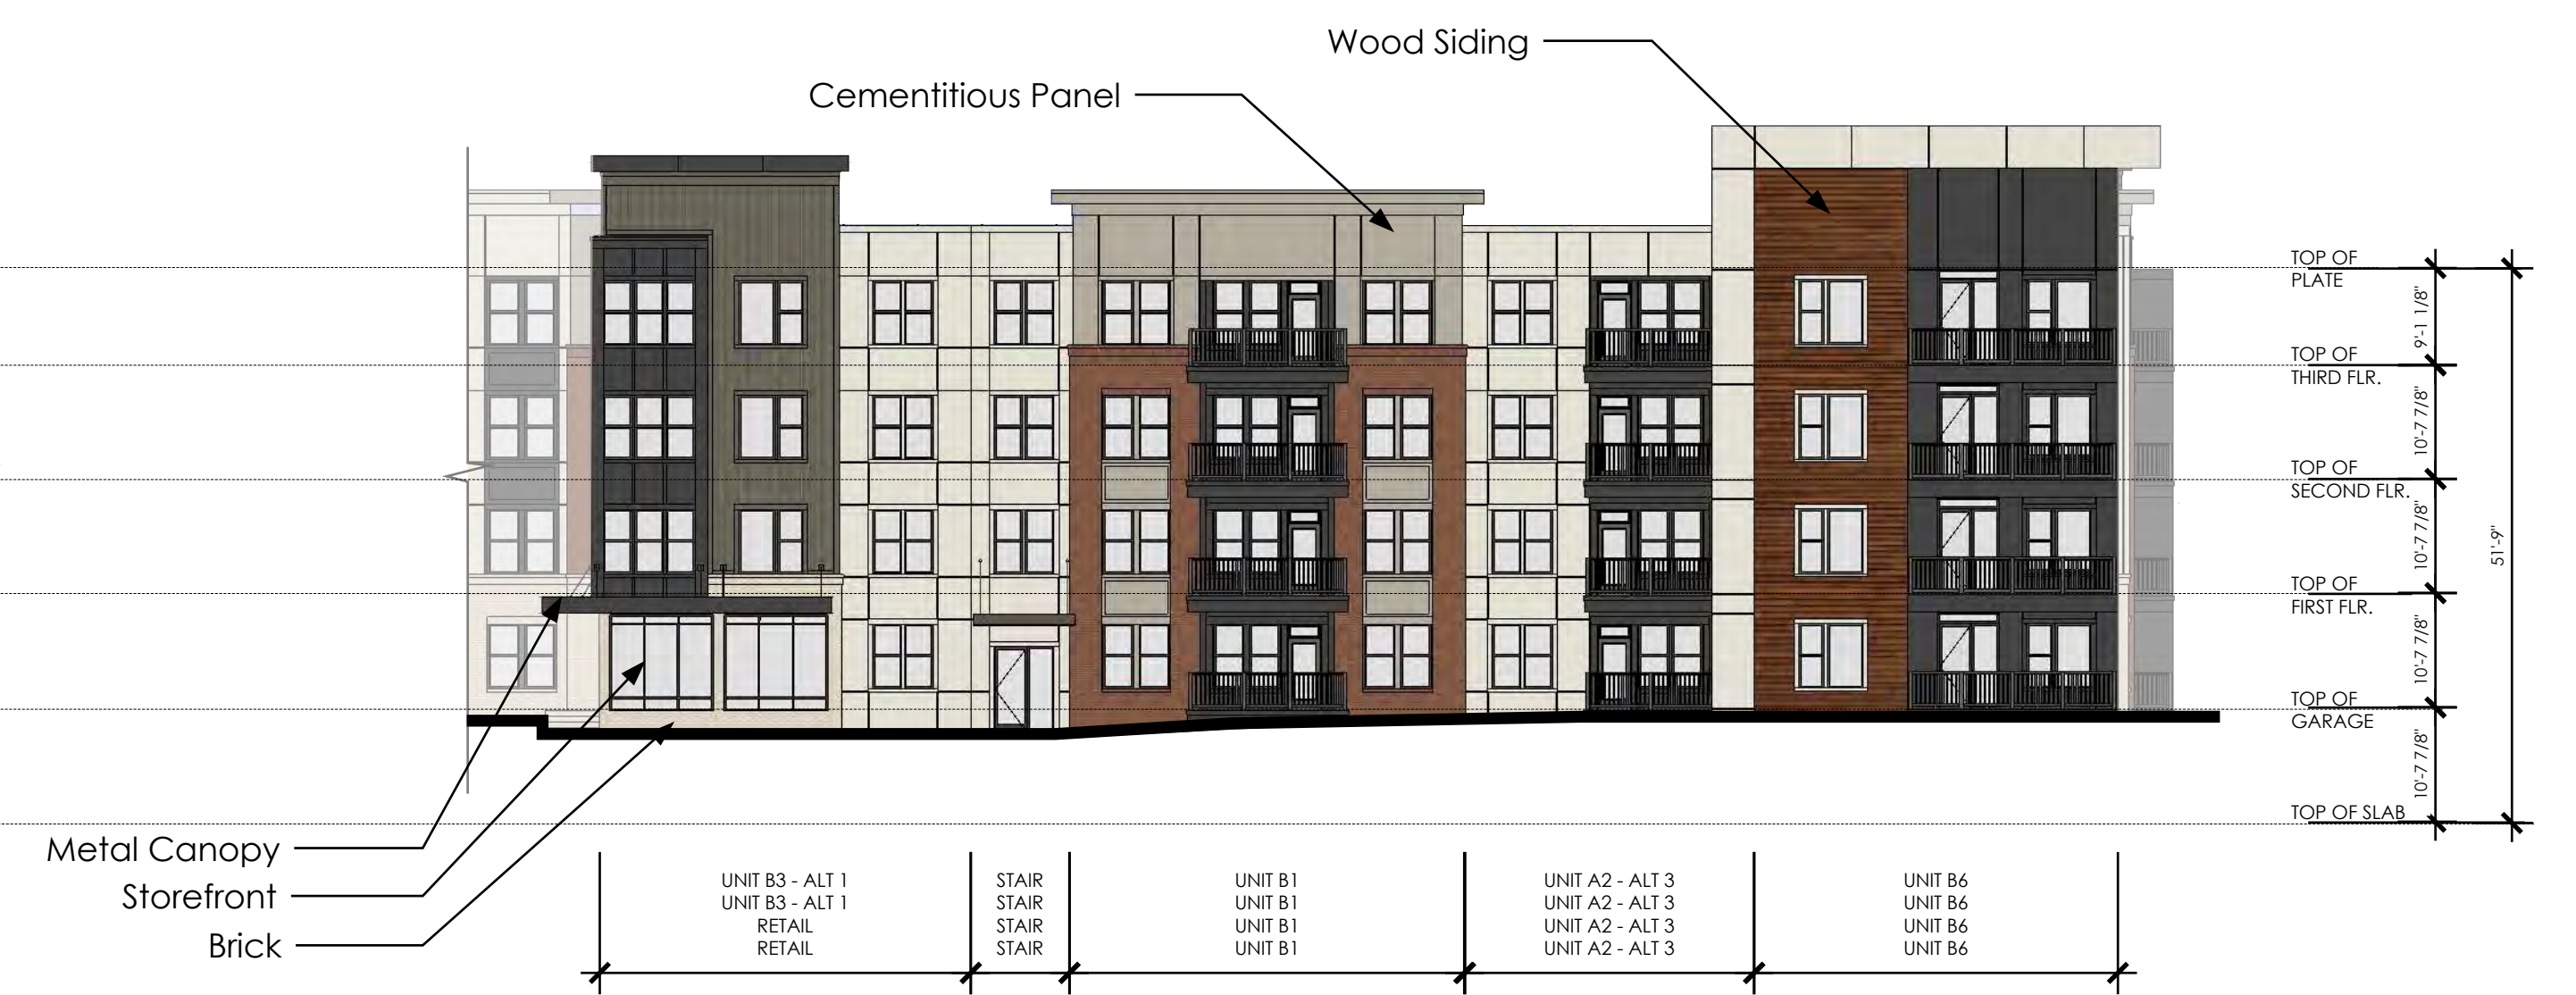 Wood Siding
Cementitious Panel
TOP OF
PLATE
9'-1 1/8"
TOP OF
THIRD FLR.
10'-7 7/8"
TOP OF
SECOND FLR.
10'-7 7/8"
51'-9"
TOP OF
FIRST FLR.
10'-7 7/8"
TOP OF
GARAGE
10'-7 7/8"
TOP OF SLAB
Metal Canopy
Storefront
Brick
UNIT B3 - ALT 1
UNIT B3 - ALT 1
RETAIL
RETAIL
STAIR
STAIR
STAIR
STAIR
UNIT B1
UNIT B1
UNIT B1
UNIT B1
UNIT A2 - ALT 3
UNIT A2 - ALT 3
UNIT A2 - ALT 3
UNIT A2 - ALT 3
UNIT B6
UNIT B6
UNIT B6
UNIT B6